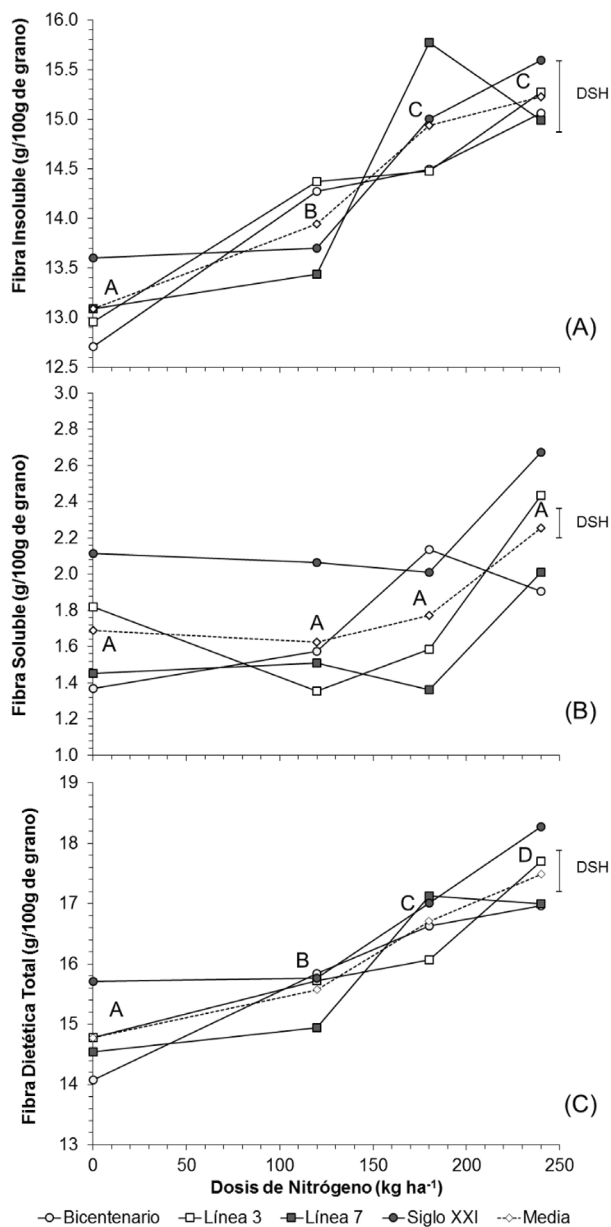 Fibra Insoluble (g/100g de grano)
16.0
15.5
15.0
14.5
14.0
13.5
13.0
12.5
A
B
C
C
DSH
(A)
Fibra Soluble (g/100g de grano)
3.0
2.8
2.6
2.4
2.2
2.0
1.8
1.6
1.4
1.2
1.0
A
A
A
A
DSH
(B)
Fibra Dietética Total (g/100g de grano)
19
18
17
16
15
14
13
A
B
C
D
DSH
(C)
0 50 100 150 200 250
Dosis de Nitrógeno (kg ha⁻¹)
Bicentenario Línea 3 Línea 7 Siglo XXI Media